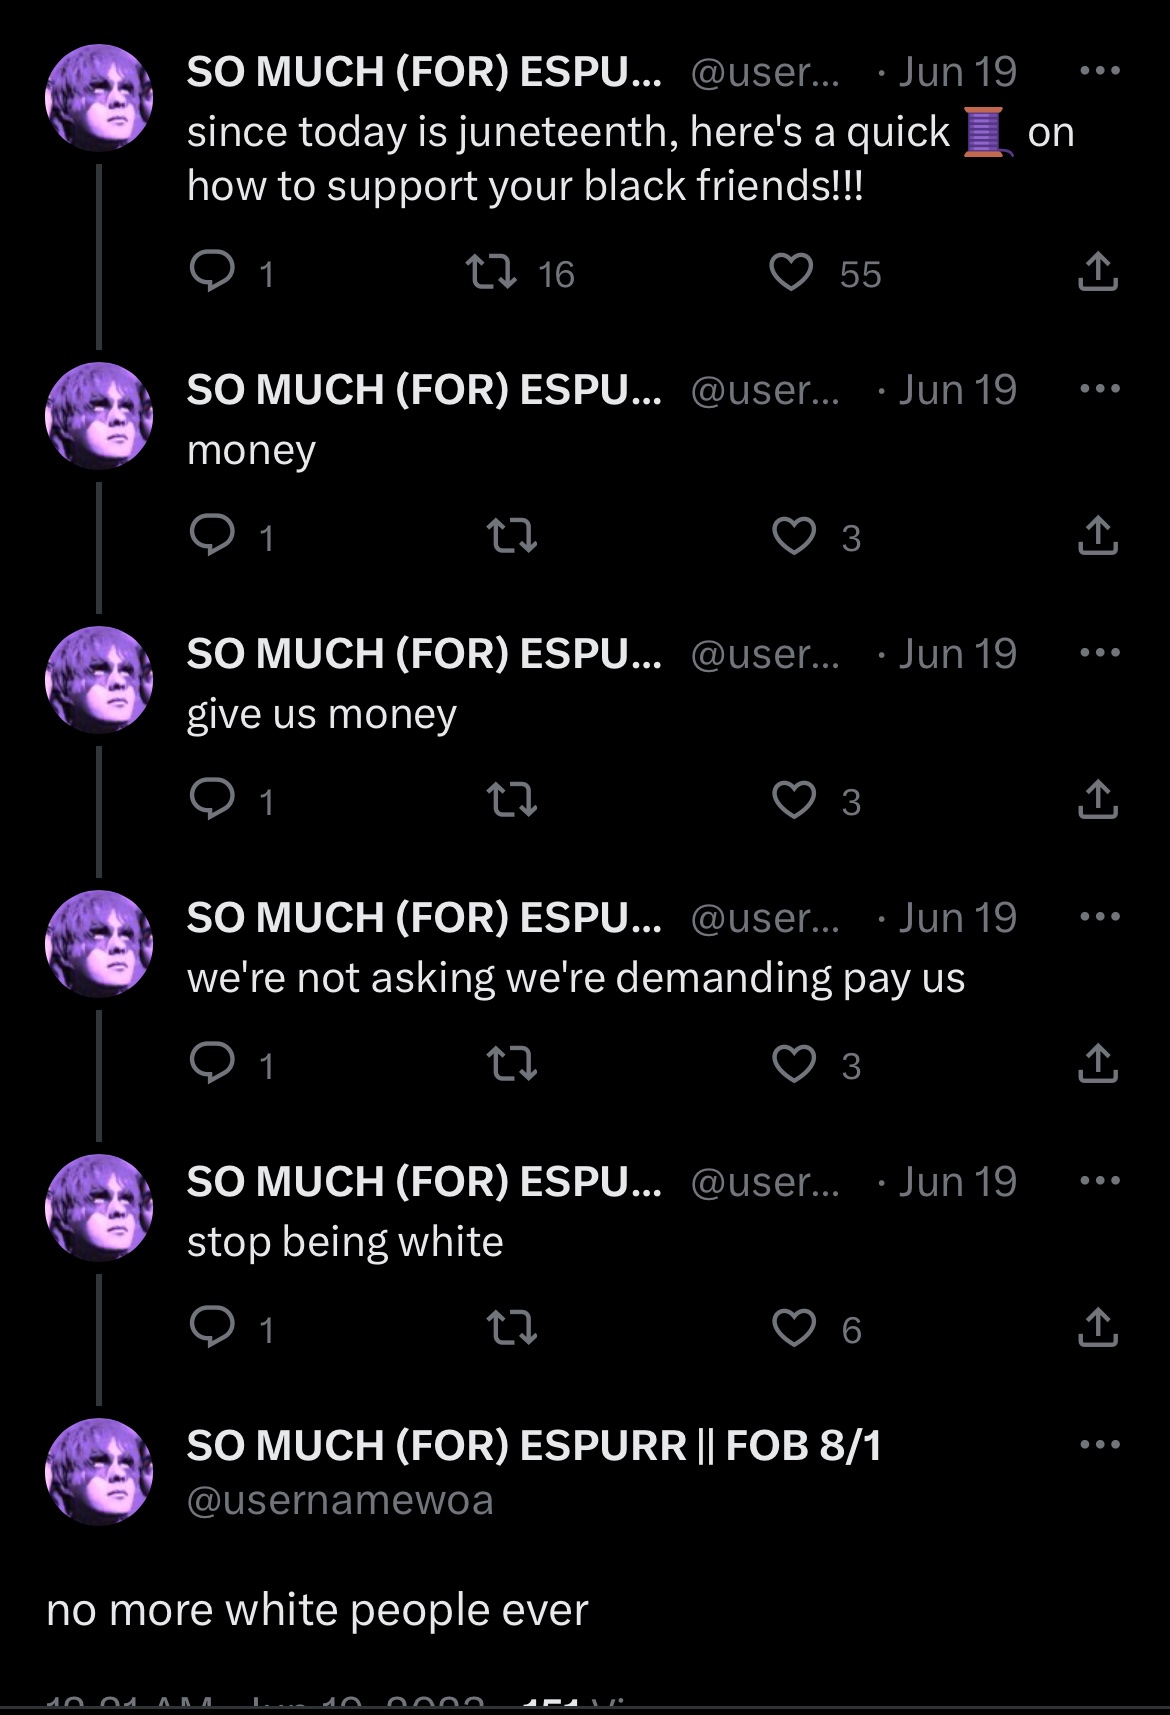 SO MUCH (FOR) ESPU... @user... · Jun 19
since today is juneteenth, here's a quick 🧵 on
how to support your black friends!!!
1 16 55
SO MUCH (FOR) ESPU... @user... · Jun 19
money
1 3
SO MUCH (FOR) ESPU... @user... · Jun 19
give us money
1 3
SO MUCH (FOR) ESPU... @user... · Jun 19
we're not asking we're demanding pay us
1 3
SO MUCH (FOR) ESPU... @user... · Jun 19
stop being white
1 6
SO MUCH (FOR) ESPURR || FOB 8/1
@usernamewoa
no more white people ever